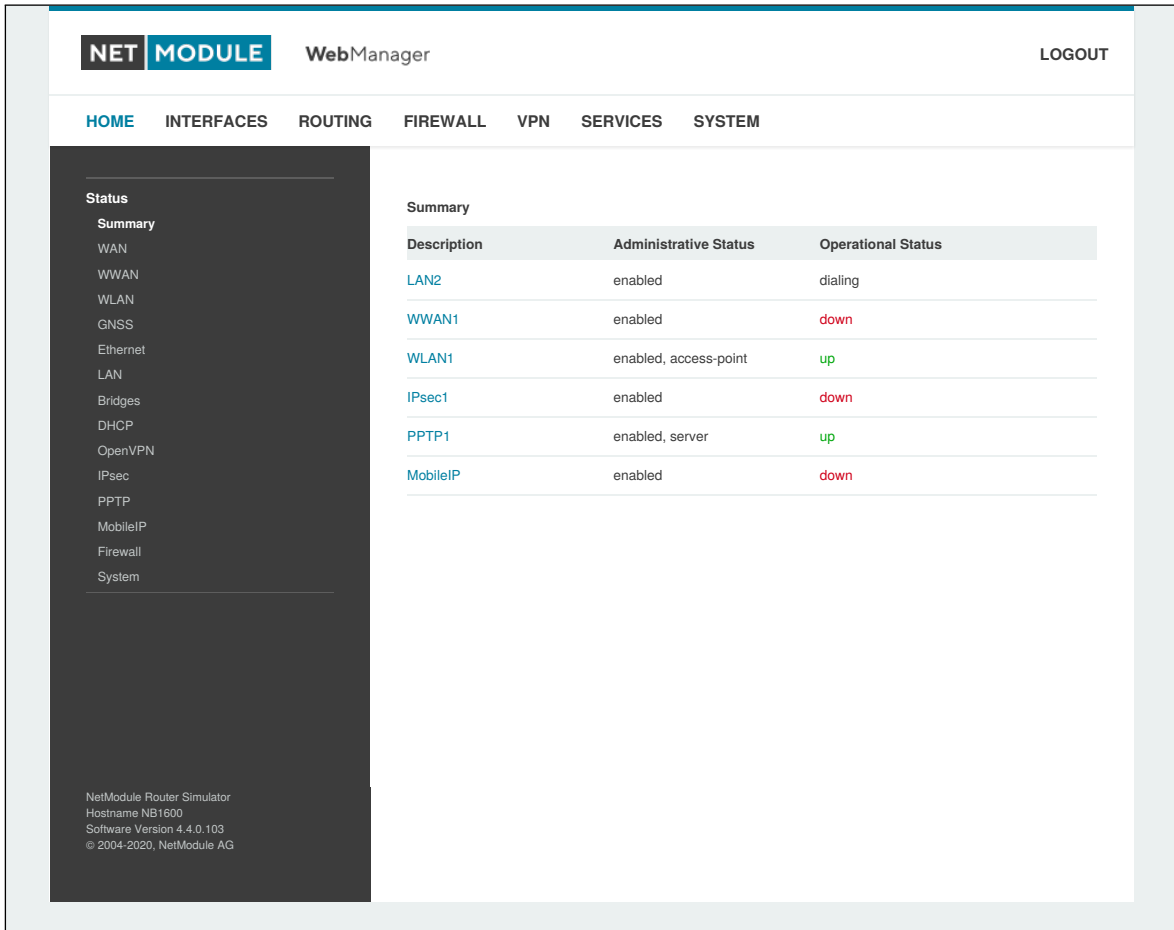 NET MODULE WebManager LOGOUT
HOME INTERFACES ROUTING FIREWALL VPN SERVICES SYSTEM
Status
Summary
WAN
WWAN
WLAN
GNSS
Ethernet
LAN
Bridges
DHCP
OpenVPN
IPsec
PPTP
MobileIP
Firewall
System
NetModule Router Simulator
Hostname NB1600
Software Version 4.4.0.103
© 2004-2020, NetModule AG
Summary
Description Administrative Status Operational Status
LAN2 enabled dialing
WWAN1 enabled down
WLAN1 enabled, access-point up
IPsec1 enabled down
PPTP1 enabled, server up
MobileIP enabled down